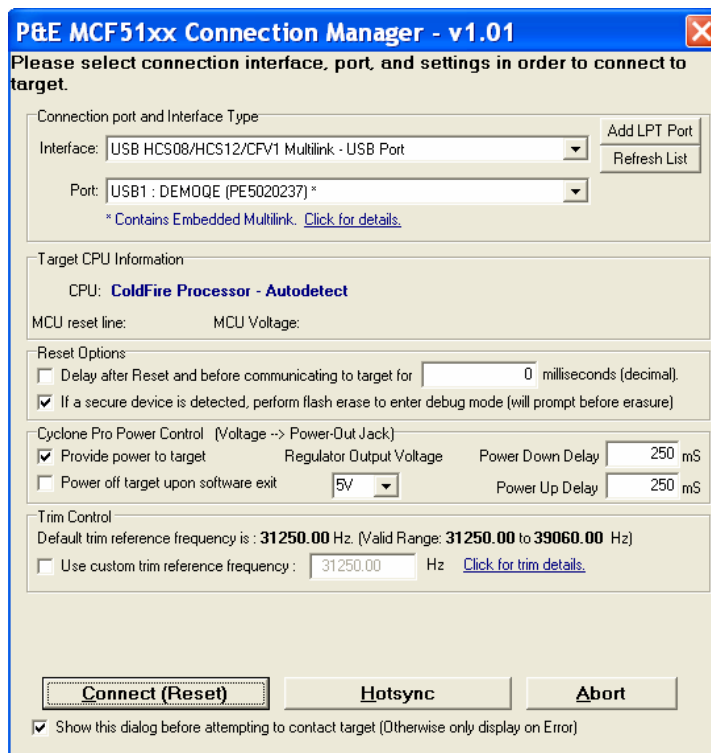 P&E MCF51xx Connection Manager - v1.01
Please select connection interface, port, and settings in order to connect to
target.
Connection port and Interface Type
Add LPT Port
Interface: USB HCS08/HCS12/CFV1 Multilink - USB Port
Refresh List
Port: USB1 : DEMOQE (PE5020237) *
* Contains Embedded Multilink. Click for details.
Target CPU Information
CPU: ColdFire Processor - Autodetect
MCU reset line: MCU Voltage:
Reset Options
Delay after Reset and before communicating to target for 0 milliseconds (decimal).
If a secure device is detected, perform flash erase to enter debug mode (will prompt before erasure)
Cyclone Pro Power Control (Voltage --> Power-Out Jack)
Provide power to target Regulator Output Voltage Power Down Delay 250 mS
Power off target upon software exit 5V Power Up Delay 250 mS
Trim Control
Default trim reference frequency is : 31250.00 Hz. (Valid Range: 31250.00 to 39060.00 Hz)
Use custom trim reference frequency : 31250.00 Hz Click for trim details.
Connect (Reset) Hotsync Abort
Show this dialog before attempting to contact target (Otherwise only display on Error)